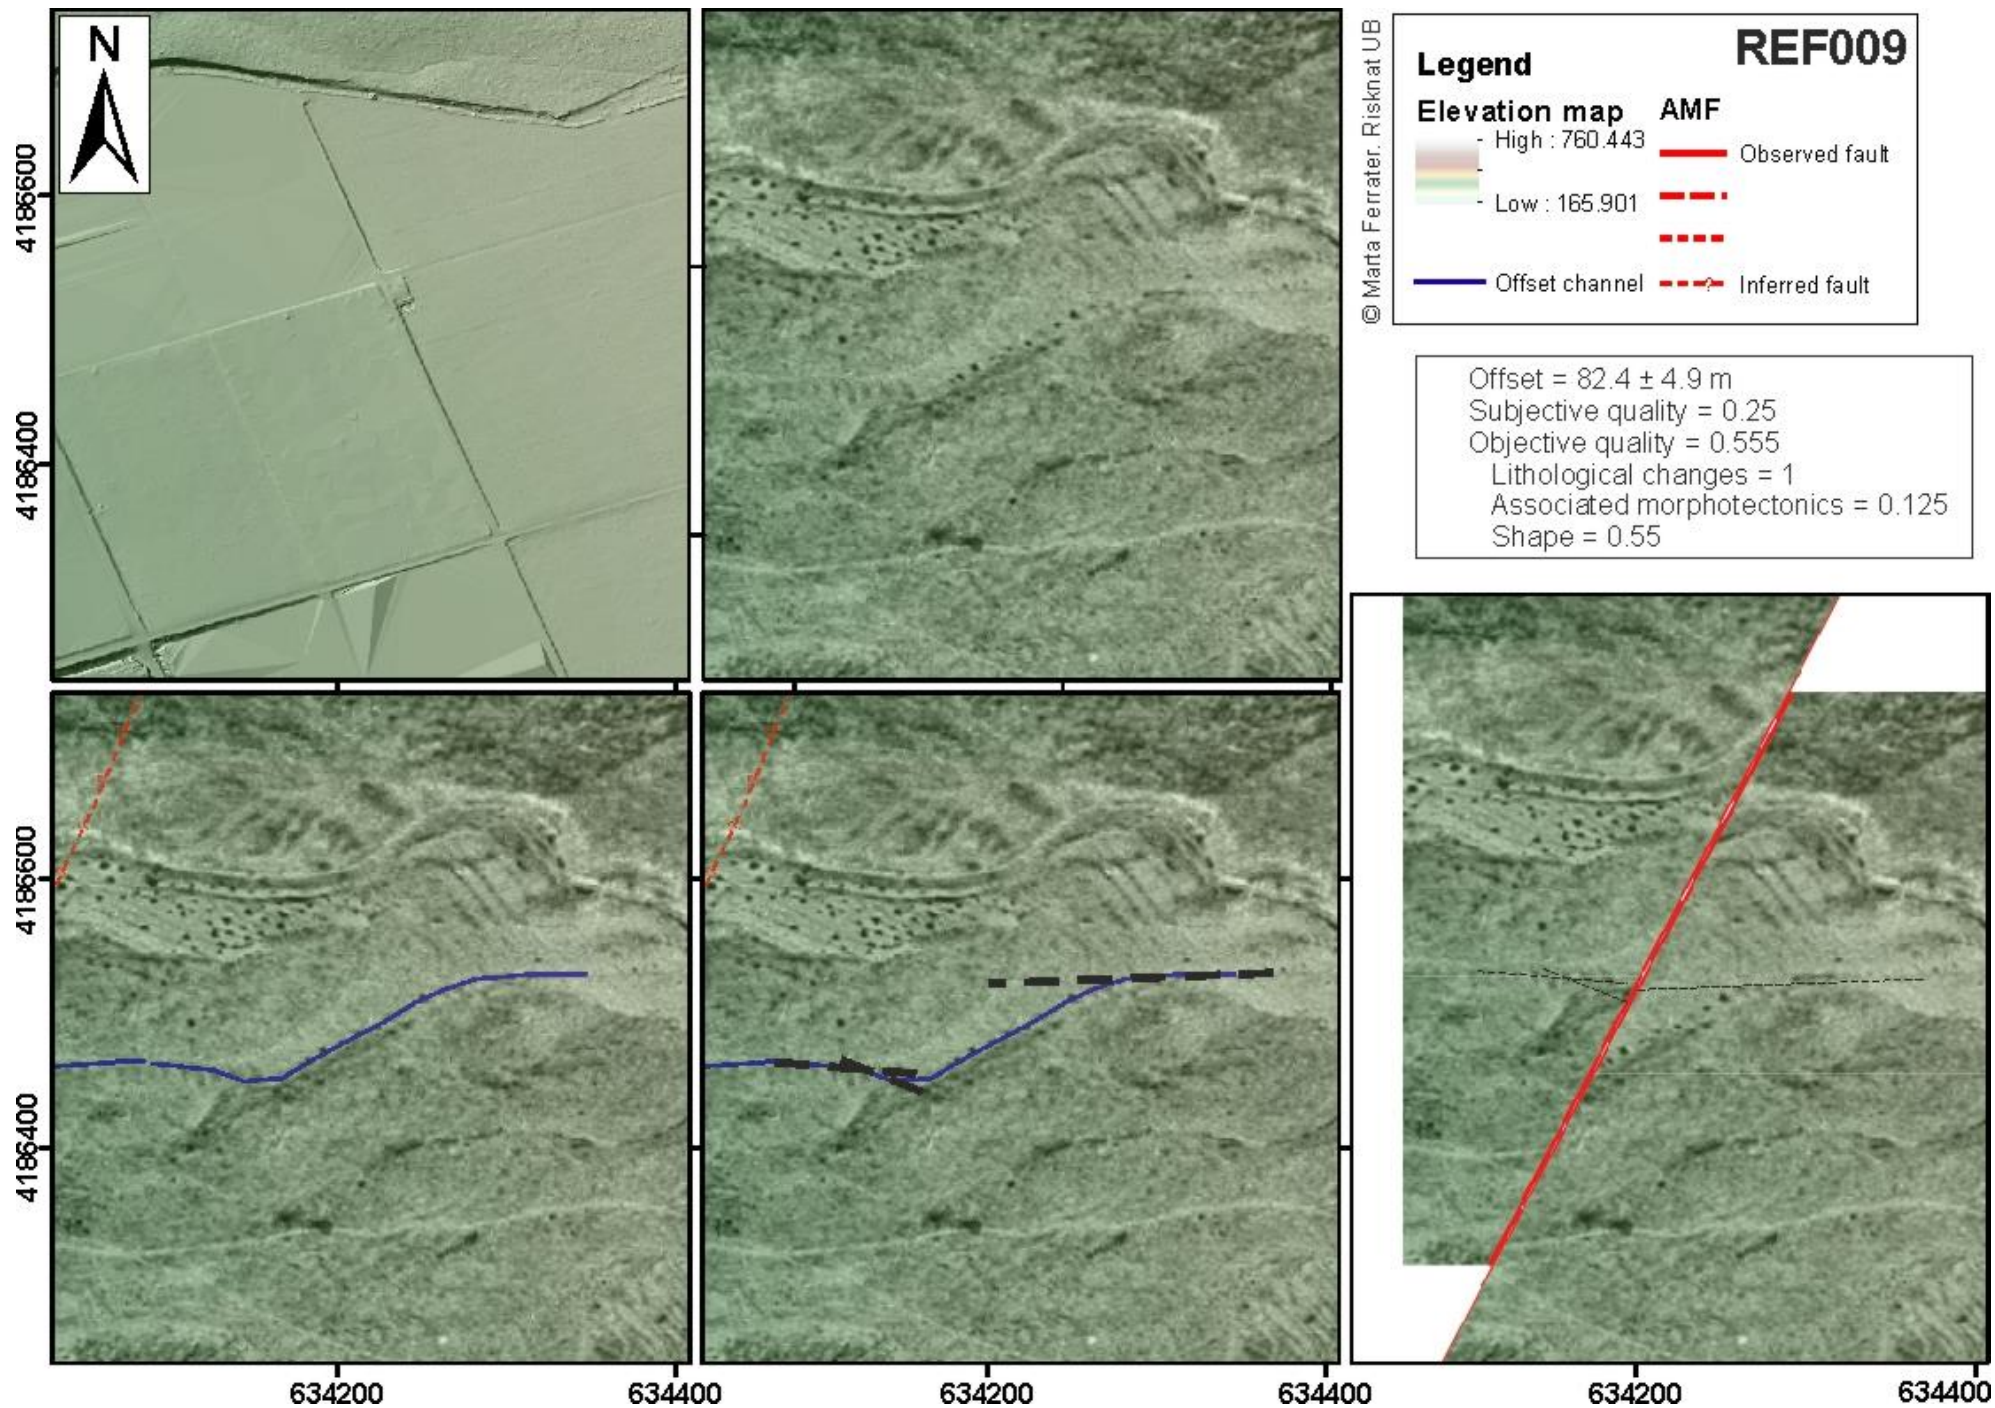 N
4186600
4186400
© Marta Ferrater. Risknat UB
REF009
Legend
Elevation map
High : 760.443
Low : 165.901
Offset channel
AMF
Observed fault
Inferred fault
?
Offset = 82.4 ± 4.9 m
Subjective quality = 0.25
Objective quality = 0.555
Lithological changes = 1
Associated morphotectonics = 0.125
Shape = 0.55
4186600
4186400
634200
634400
634200
634400
634200
634400